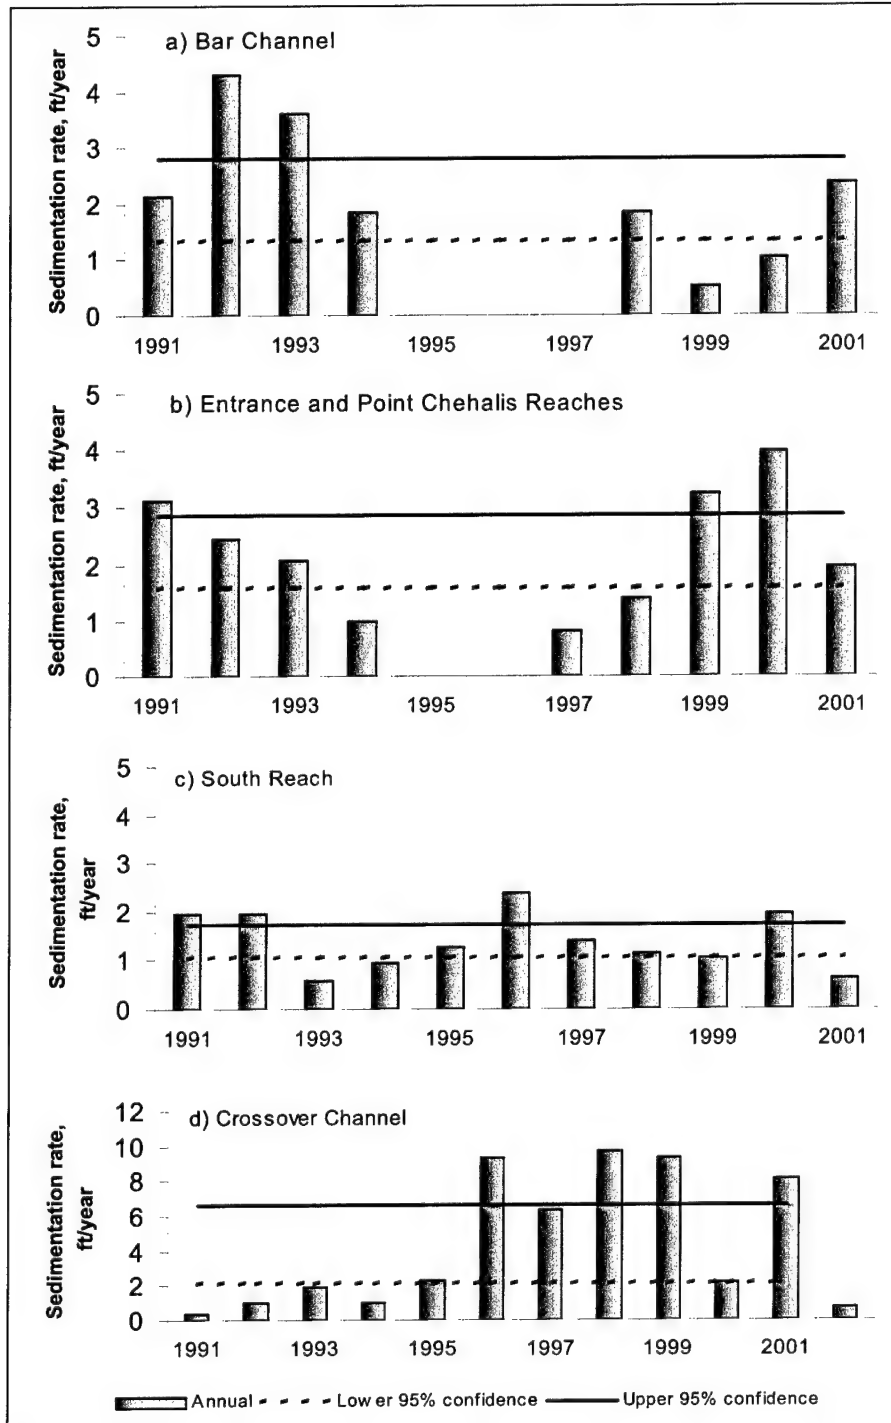 a) Bar Channel
Sedimentation rate, ft/year
5
4
3
2
1
0
1991 1993 1995 1997 1999 2001
b) Entrance and Point Chehalis Reaches
Sedimentation rate, ft/year
5
4
3
2
1
0
1991 1993 1995 1997 1999 2001
c) South Reach
Sedimentation rate,
ft/year
5
4
3
2
1
0
1991 1993 1995 1997 1999 2001
d) Crossover Channel
Sedimentation rate,
ft/year
12
10
8
6
4
2
0
1991 1993 1995 1997 1999 2001
Annual Lower 95% confidence Upper 95% confidence